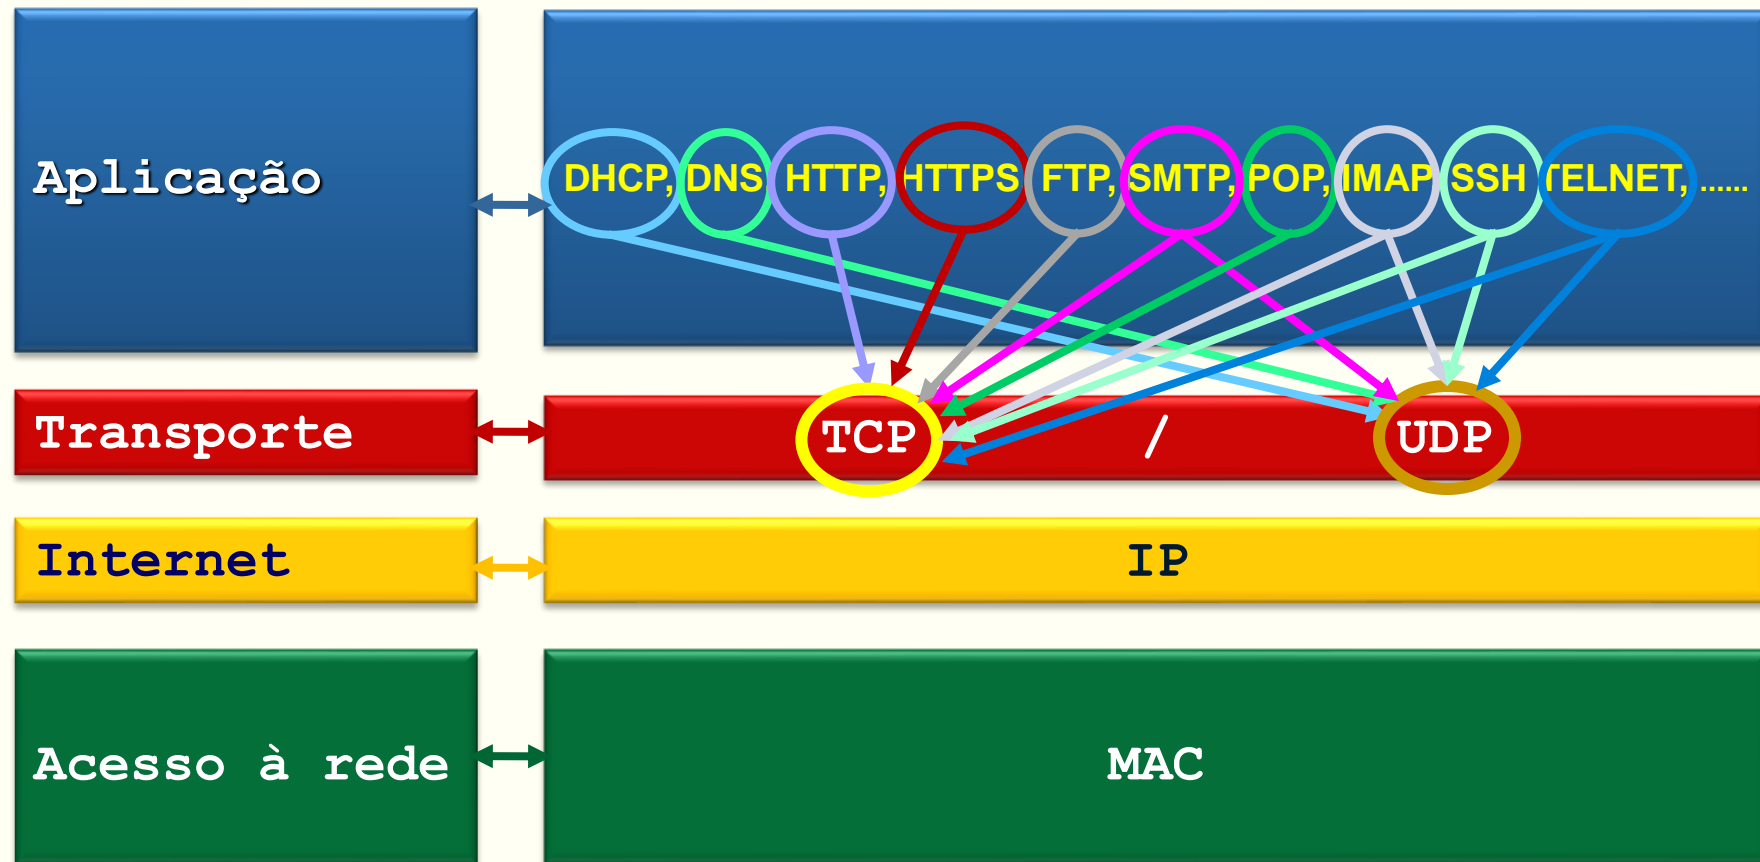 Aplicação
DHCP, DNS HTTP, HTTPS FTP, SMTP, POP, IMAP SSH TELNET, ......
Transporte
TCP / UDP
Internet
IP
Acesso à rede
MAC